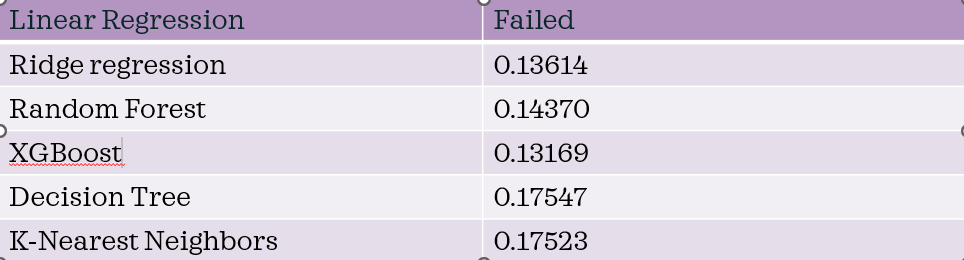 Linear Regression Failed
Ridge regression 0.13614
Random Forest 0.14370
XGBoost 0.13169
Decision Tree 0.17547
K-Nearest Neighbors 0.17523